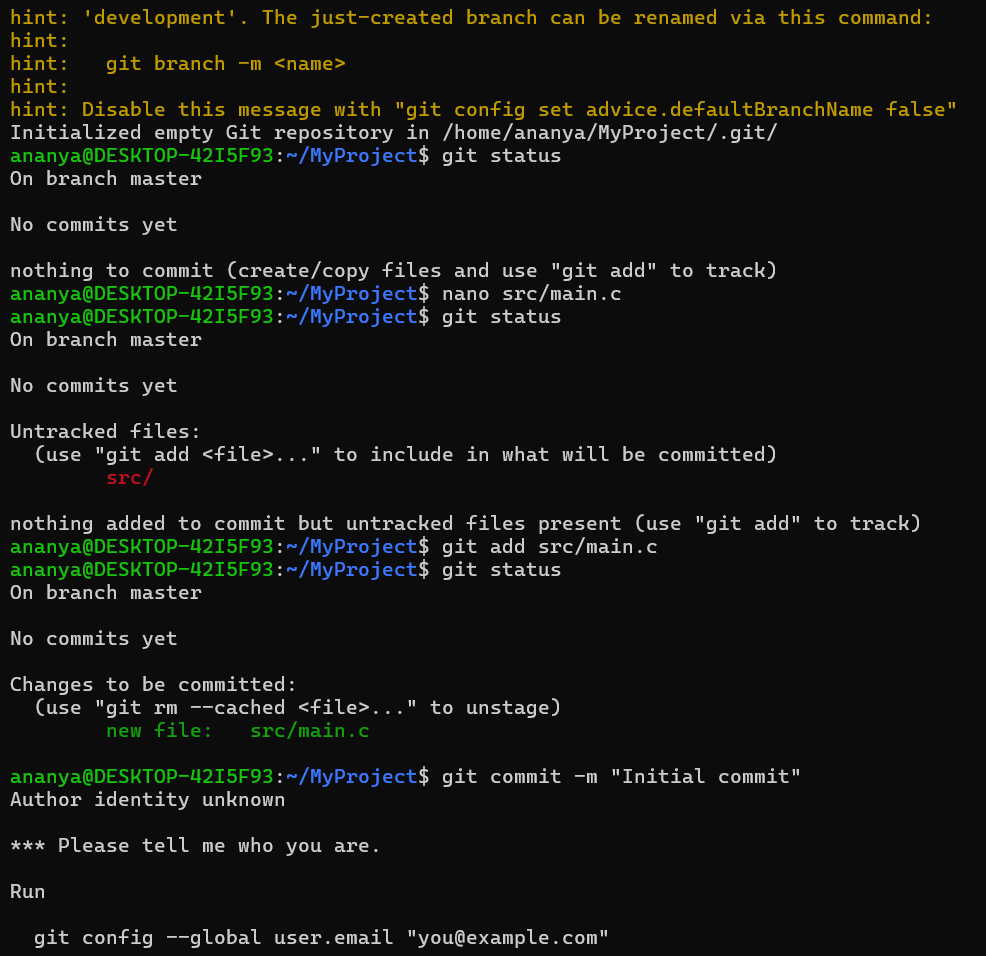 hint: 'development'. The just-created branch can be renamed via this command:
hint:
hint:   git branch -m <name>
hint:
hint: Disable this message with "git config set advice.defaultBranchName false"
Initialized empty Git repository in /home/ananya/MyProject/.git/
ananya@DESKTOP-42I5F93:~/MyProject$ git status
On branch master

No commits yet

nothing to commit (create/copy files and use "git add" to track)
ananya@DESKTOP-42I5F93:~/MyProject$ nano src/main.c
ananya@DESKTOP-42I5F93:~/MyProject$ git status
On branch master

No commits yet

Untracked files:
  (use "git add <file>..." to include in what will be committed)
        src/

nothing added to commit but untracked files present (use "git add" to track)
ananya@DESKTOP-42I5F93:~/MyProject$ git add src/main.c
ananya@DESKTOP-42I5F93:~/MyProject$ git status
On branch master

No commits yet

Changes to be committed:
  (use "git rm --cached <file>..." to unstage)
        new file:   src/main.c

ananya@DESKTOP-42I5F93:~/MyProject$ git commit -m "Initial commit"
Author identity unknown

*** Please tell me who you are.

Run

  git config --global user.email "you@example.com"